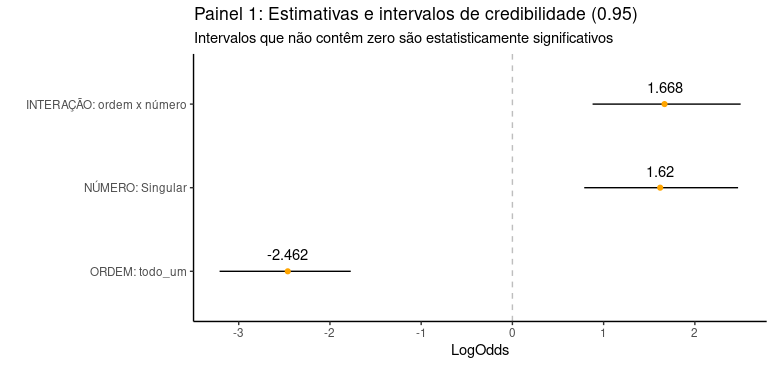 Painel 1: Estimativas e intervalos de credibilidade (0.95)
Intervalos que não contêm zero são estatisticamente significativos
INTERAÇÃO: ordem x número
1.668
NÚMERO: Singular
1.62
ORDEM: todo_um
-2.462
-3 -2 -1 0 1 2
LogOdds